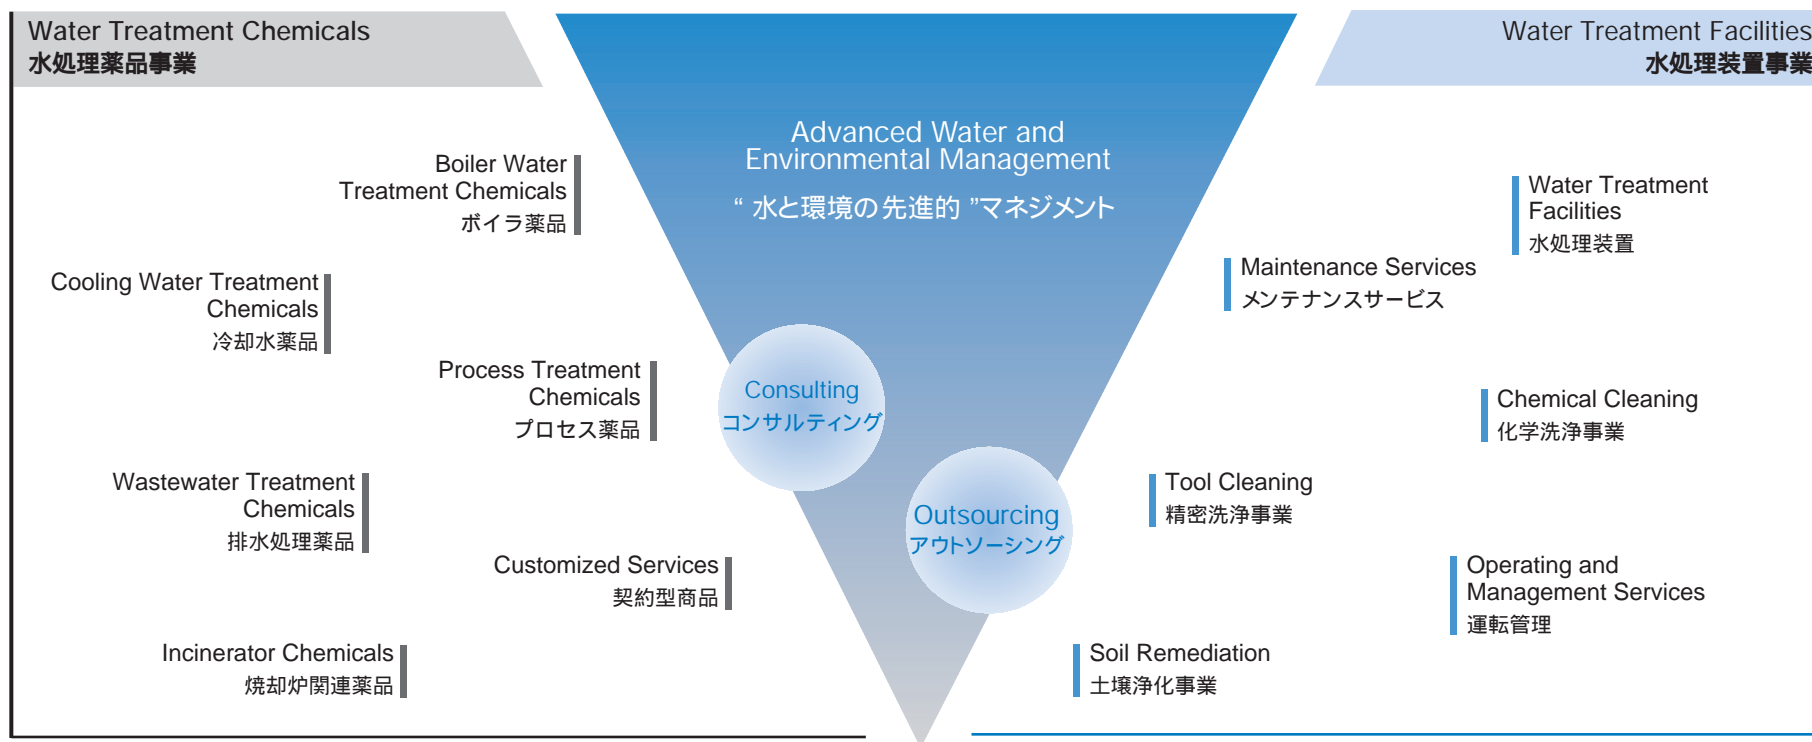 Water Treatment Chemicals
水処理薬品事業
Boiler Water
Treatment Chemicals
ボイラ薬品
Cooling Water Treatment
Chemicals
冷却水薬品
Process Treatment
Chemicals
プロセス薬品
Wastewater Treatment
Chemicals
排水処理薬品
Customized Services
契約型商品
Incinerator Chemicals
焼却炉関連薬品
Advanced Water and
Environmental Management
“ 水と環境の先進的 ”マネジメント
Consulting
コンサルティング
Outsourcing
アウトソーシング
Water Treatment Facilities
水処理装置事業
Water Treatment
Facilities
水処理装置
Maintenance Services
メンテナンスサービス
Chemical Cleaning
化学洗浄事業
Tool Cleaning
精密洗浄事業
Operating and
Management Services
運転管理
Soil Remediation
土壌浄化事業